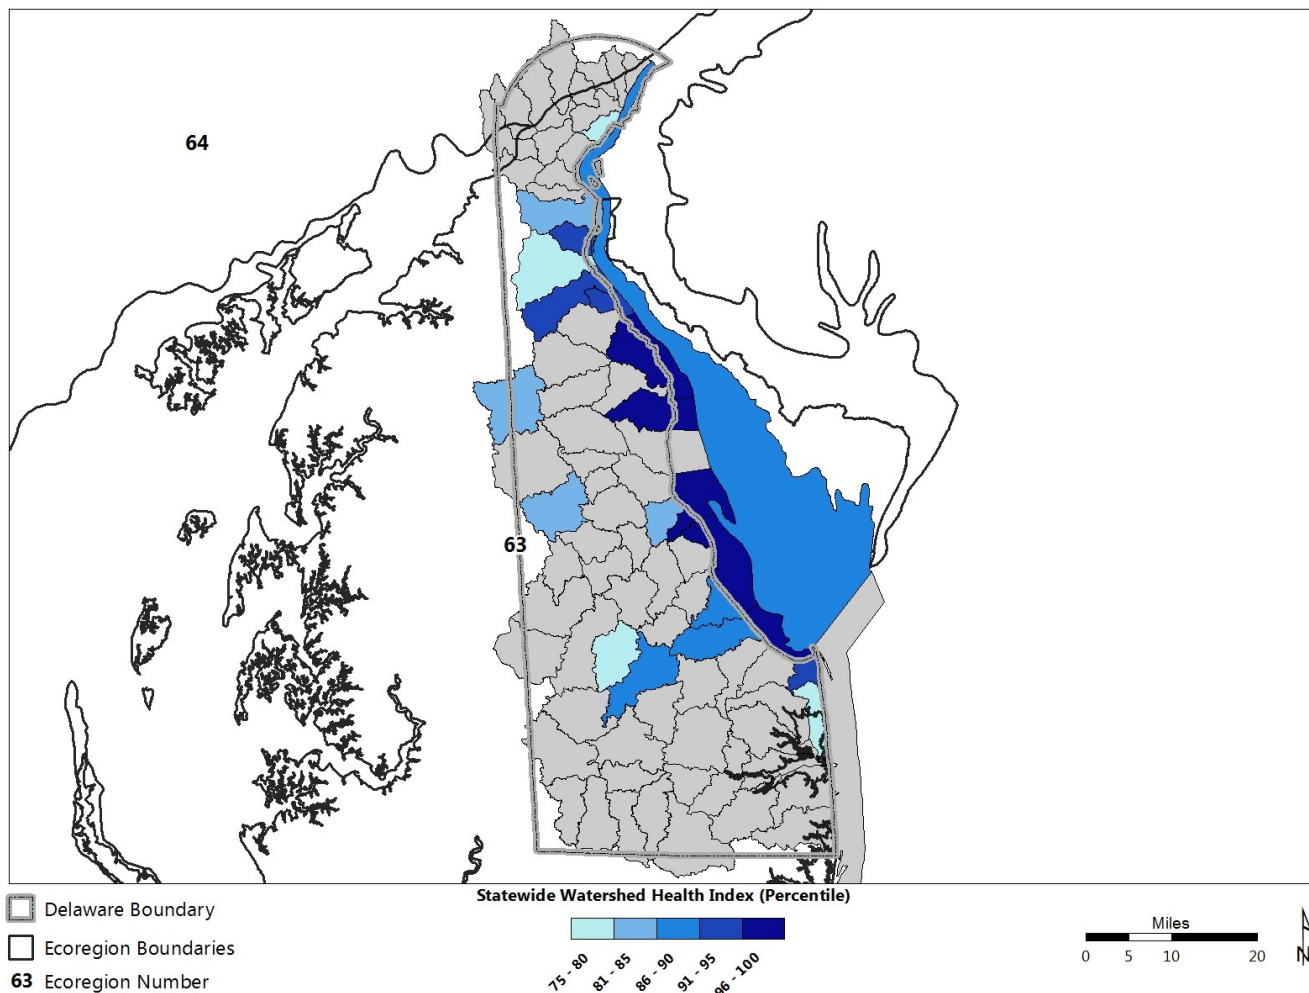 64
63
Statewide Watershed Health Index (Percentile)
75 - 80
81 - 85
86 - 90
91 - 95
96 - 100
Delaware Boundary
Ecoregion Boundaries
63 Ecoregion Number
Miles
0 5 10 20
N